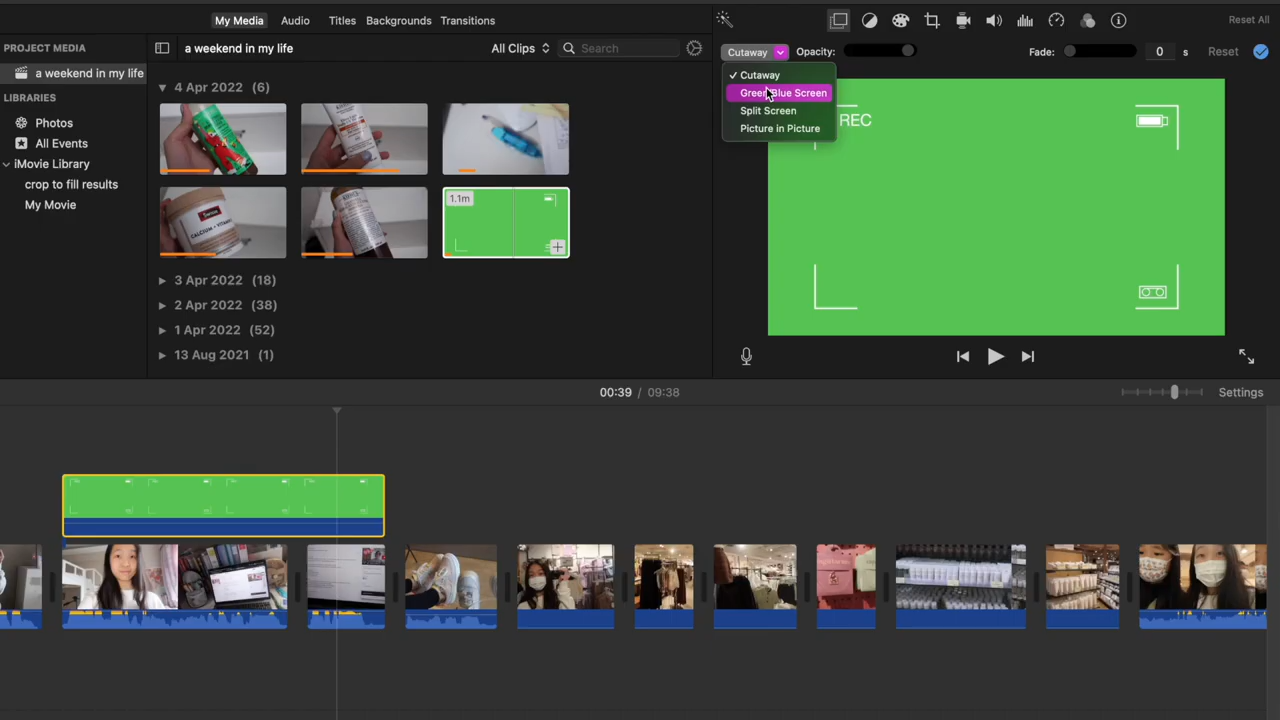 My Media Audio Titles Backgrounds Transitions
Reset All
PROJECT MEDIA
a weekend in my life
LIBRARIES
Photos
All Events
iMovie Library
crop to fill results
My Movie
a weekend in my life
All Clips
Search
4 Apr 2022 (6)
1.1m
3 Apr 2022 (18)
2 Apr 2022 (38)
1 Apr 2022 (52)
13 Aug 2021 (1)
Cutaway Opacity: Fade: 0 s Reset
✓ Cutaway
Green/Blue Screen
Split Screen
Picture in Picture
REC
00:39 / 09:38
Settings